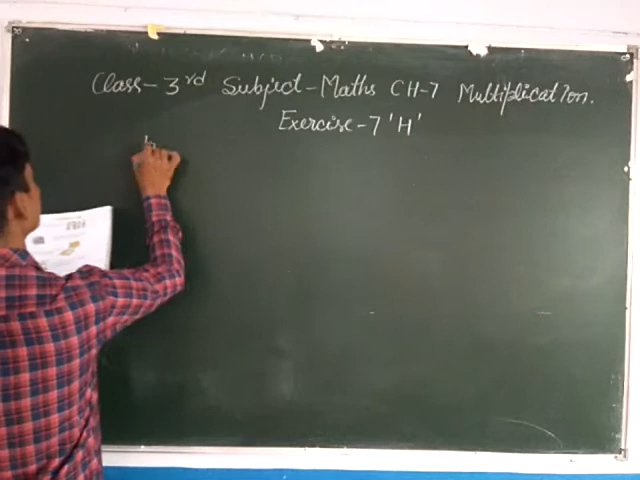 Class-3rd Subject-Maths CH-7 Multiplication.
Exercise-7'H'